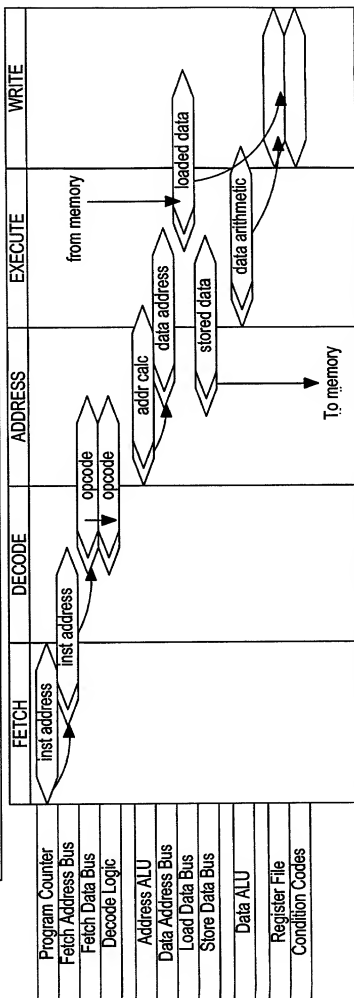 FETCH DECODE ADDRESS EXECUTE WRITE
Program Counter inst address
Fetch Address Bus inst address
Fetch Data Bus opcode
Decode Logic opcode
Address ALU addr calc
Data Address Bus data address
from memory
Load Data Bus loaded data
Store Data Bus stored data
To memory
Data ALU data arithmetic
Register File
Condition Codes